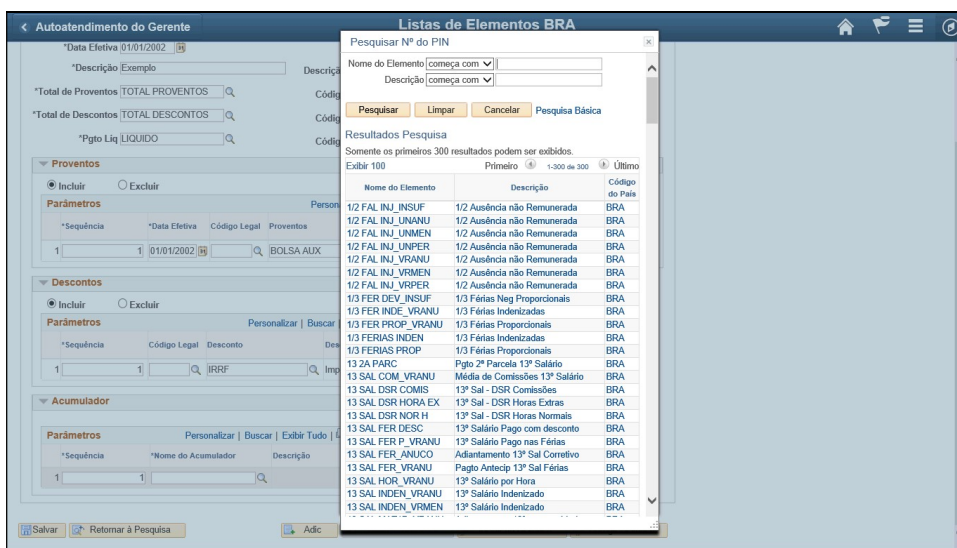 Autoatendimento do Gerente
Listas de Elementos BRA
*Data Efetiva 01/01/2002
*Descrição Exemplo
*Total de Proventos TOTAL PROVENTOS Códig
*Total de Descontos TOTAL DESCONTOS Códig
*Pgto Líq LIQUIDO Códig
Proventos
Incluir Excluir
Parâmetros
*Sequência *Data Efetiva Código Legal Proventos
1 1 01/01/2002 BOLSA AUX
Descontos
Incluir Excluir
Parâmetros Personalizar | Buscar |
*Sequência Código Legal Desconto
1 1 IRRF
Acumulador
Parâmetros Personalizar | Buscar | Exibir Tudo |
*Sequência *Nome do Acumulador Descrição
1 1
Salvar Retornar à Pesquisa Adic
Pesquisar Nº do PIN
Nome do Elemento começa com
Descrição começa com
Pesquisar Limpar Cancelar Pesquisa Básica
Resultados Pesquisa
Somente os primeiros 300 resultados podem ser exibidos.
Exibir 100 Primeiro 1-300 de 300 Último
Nome do Elemento Descrição Código do País
1/2 FAL INJ_INSUF 1/2 Ausência não Remunerada BRA
1/2 FAL INJ_UNANU 1/2 Ausência não Remunerada BRA
1/2 FAL INJ_UNMEN 1/2 Ausência não Remunerada BRA
1/2 FAL INJ_UNPER 1/2 Ausência não Remunerada BRA
1/2 FAL INJ_VRANU 1/2 Ausência não Remunerada BRA
1/2 FAL INJ_VRMEN 1/2 Ausência não Remunerada BRA
1/2 FAL INJ_VRPER 1/2 Ausência não Remunerada BRA
1/3 FER DEV_INSUF 1/3 Férias Neg Proporcionais BRA
1/3 FER INDE_VRANU 1/3 Férias Indenizadas BRA
1/3 FER PROP_VRANU 1/3 Férias Proporcionais BRA
1/3 FERIAS INDEN 1/3 Férias Indenizadas BRA
1/3 FERIAS PROP 1/3 Férias Proporcionais BRA
13 2A PARC Pgto 2ª Parcela 13º Salário BRA
13 SAL COM_VRANU Média de Comissões 13º Salário BRA
13 SAL DSR COMIS 13º Sal - DSR Comissões BRA
13 SAL DSR HORA EX 13º Sal - DSR Horas Extras BRA
13 SAL DSR NOR H 13º Sal - DSR Horas Normais BRA
13 SAL FER DESC 13º Salário Pago com desconto BRA
13 SAL FER P_VRANU 13º Salário Pago nas Férias BRA
13 SAL FER_ANUCO Adiantamento 13º Sal Corretivo BRA
13 SAL FER_VRANU Pagto Antecip 13º Sal Férias BRA
13 SAL HOR_VRANU 13º Salário por Hora BRA
13 SAL INDEN_VRANU 13º Salário Indenizado BRA
13 SAL INDEN_VRMEN 13º Salário Indenizado BRA